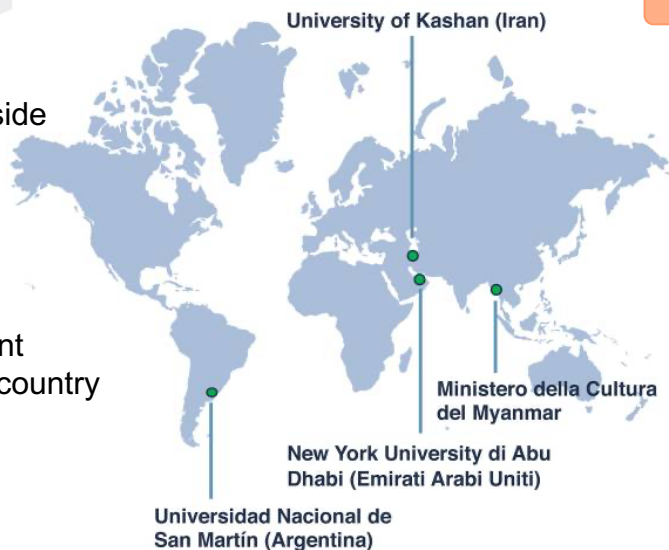 University of Kashan (Iran)
side
nt
country
Ministero della Cultura
del Myanmar
New York University di Abu
Dhabi (Emirati Arabi Uniti)
Universidad Nacional de
San Martín (Argentina)